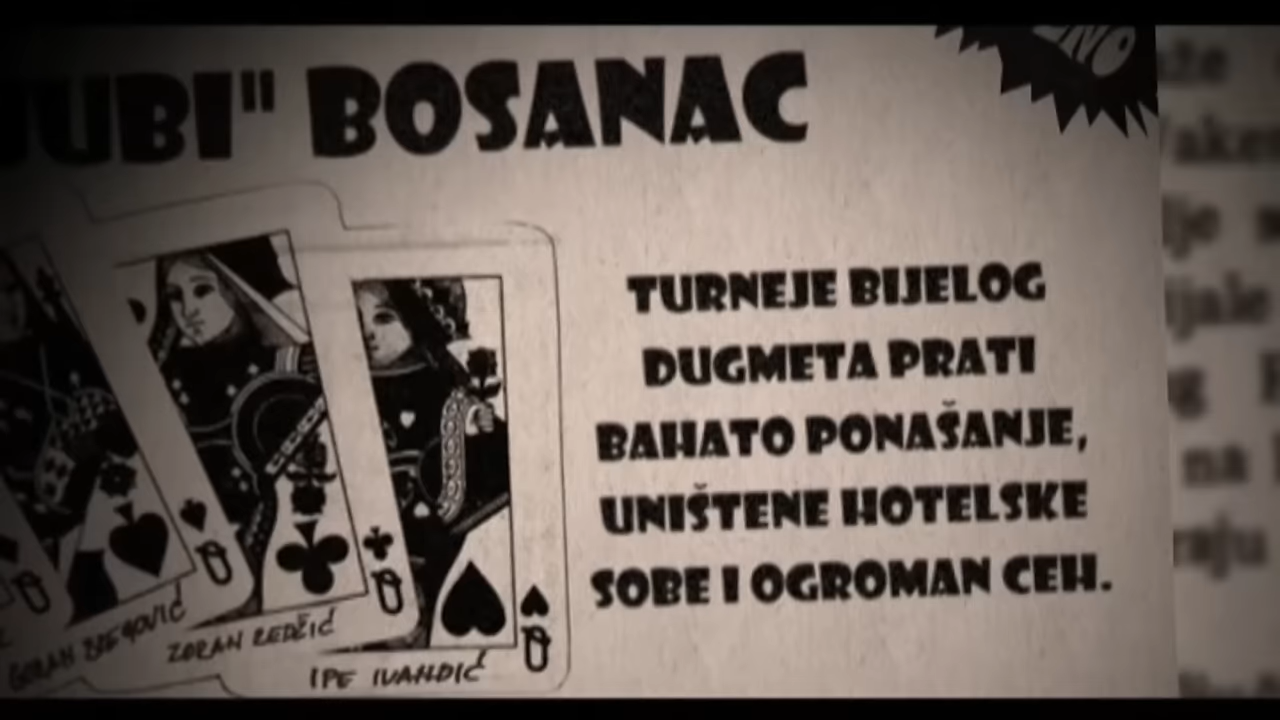 UBI" BOSANAC
TURNEJE BIJELOG
DUGMETA PRATI
BAHATO PONAŠANJE,
UNIŠTENE HOTELSKE
SOBE I OGROMAN CEH.
GORAN BREGOVIĆ
ZORAN REDŽIĆ
IPE IVANDIĆ
na